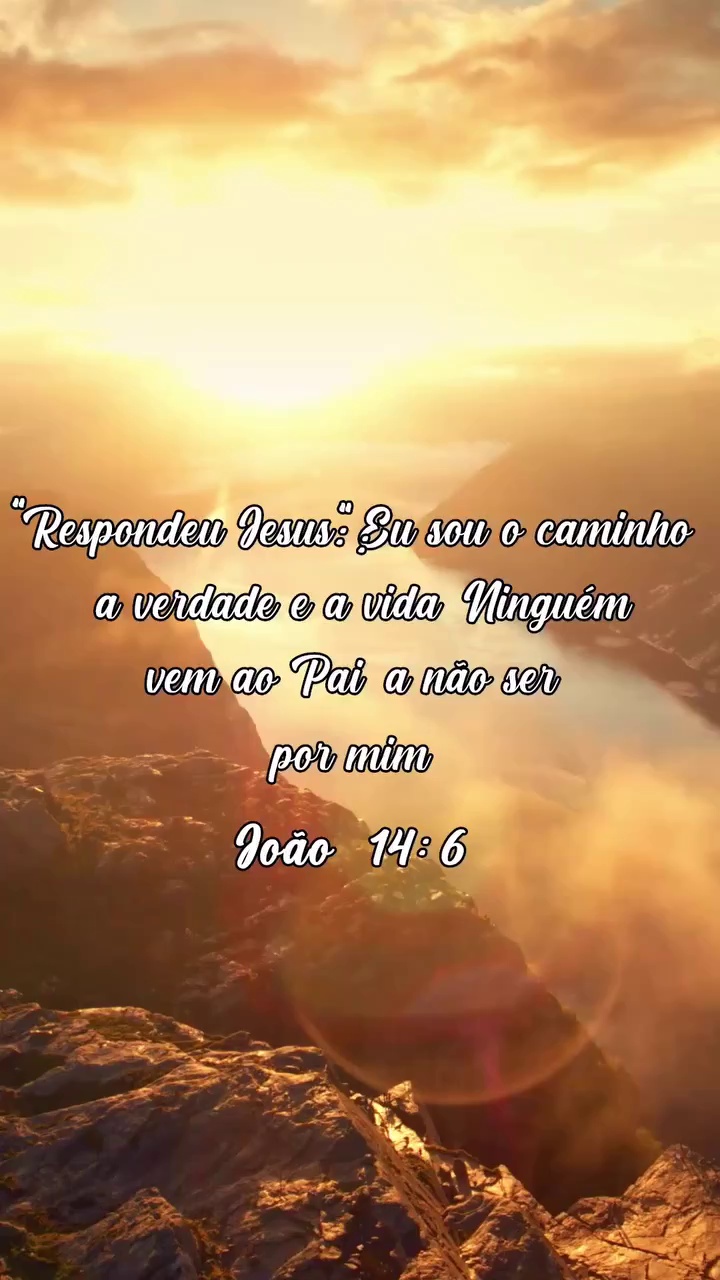 "Respondeu Jesus:" Eu sou o caminho
a verdade e a vida Ninguém
vem ao Pai a não ser
por mim
João 14:6